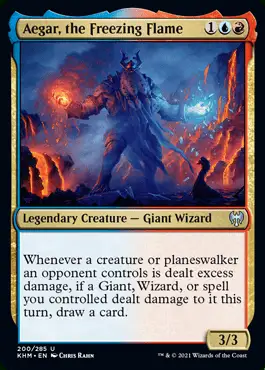 Aegar, the Freezing Flame 1
Legendary Creature — Giant Wizard
Whenever a creature or planeswalker
an opponent controls is dealt excess
damage, if a Giant, Wizard, or spell
you controlled dealt damage to it this
turn, draw a card.
3/3
200/285 U
KHM • EN Chris Rahn ™ & © 2021 Wizards of the Coast